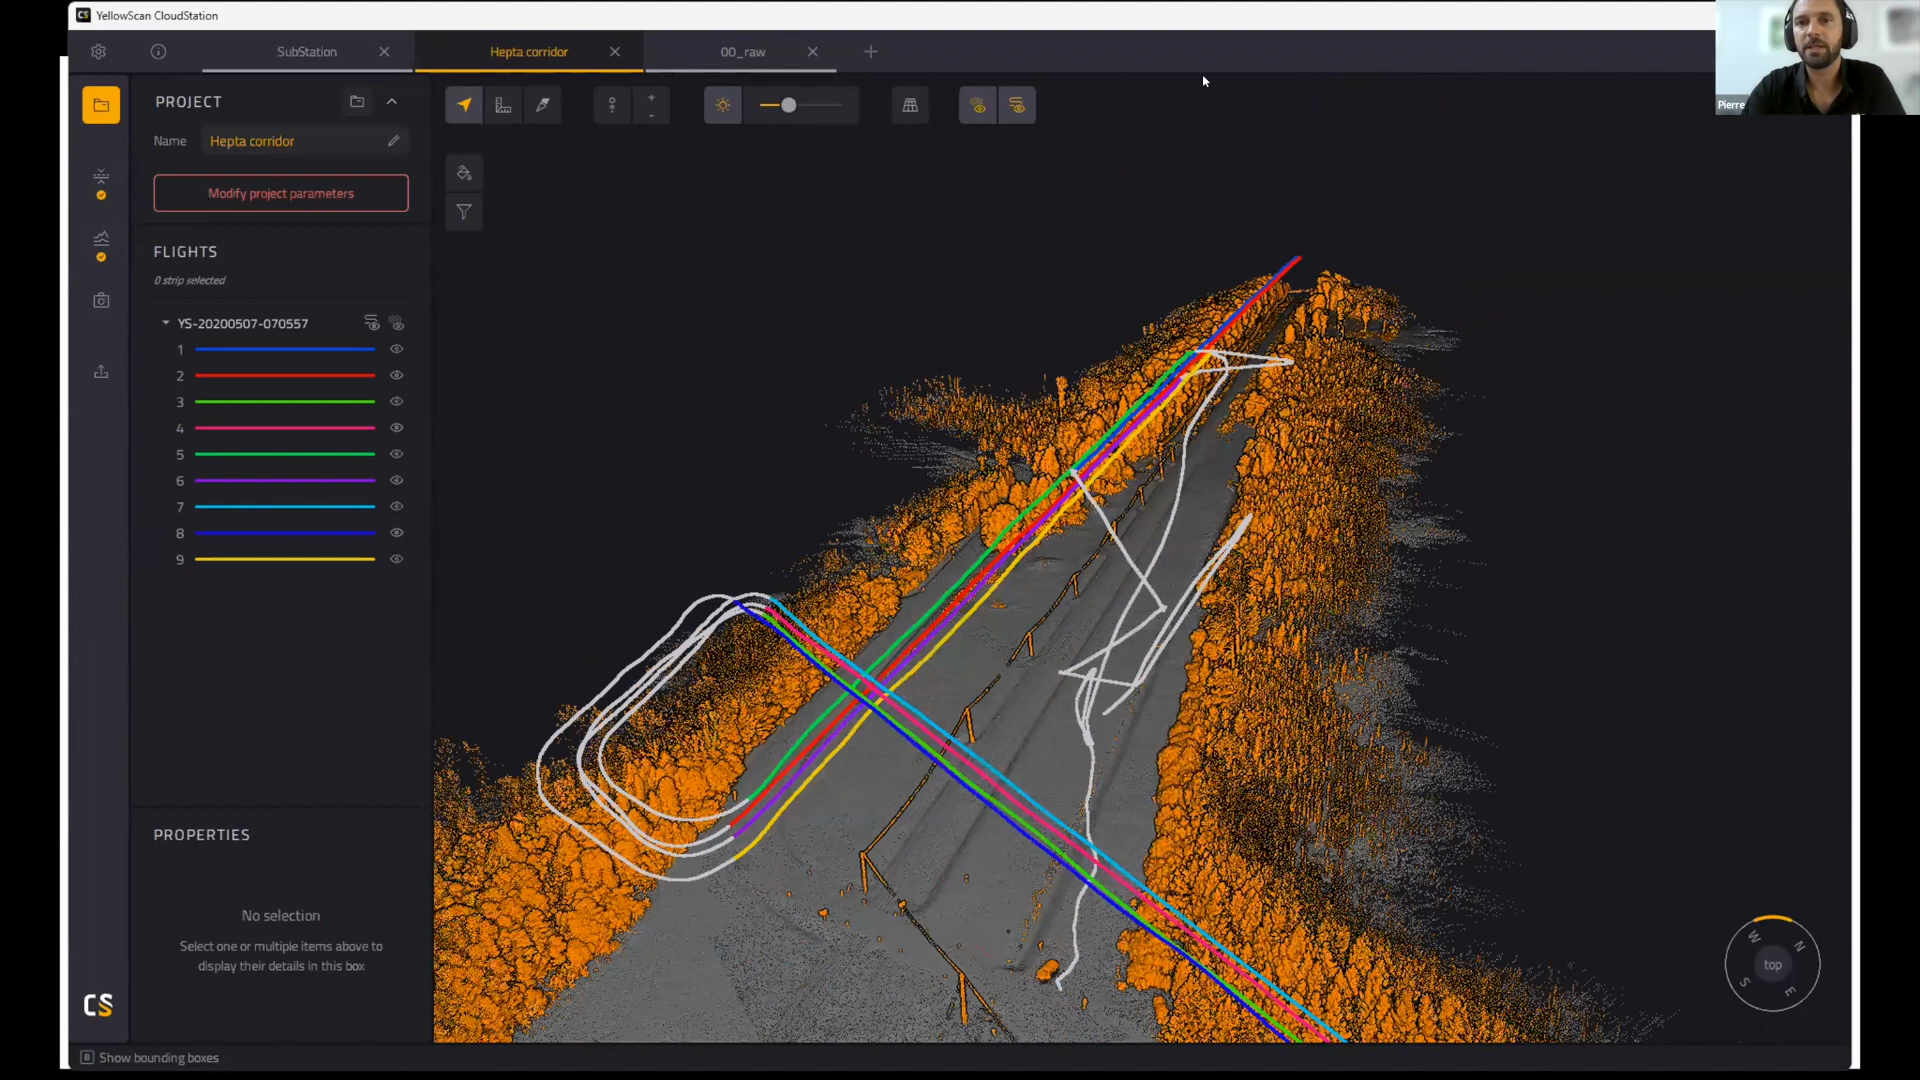 CS YellowScan CloudStation
SubStation
Hepta corridor
00_raw
PROJECT
Name Hepta corridor
Modify project parameters
FLIGHTS
0 strip selected
YS-20200507-070557
1
2
3
4
5
6
7
8
9
PROPERTIES
No selection
Select one or multiple items above to
display their details in this box
CS
B Show bounding boxes
Pierre
W N
top
S E